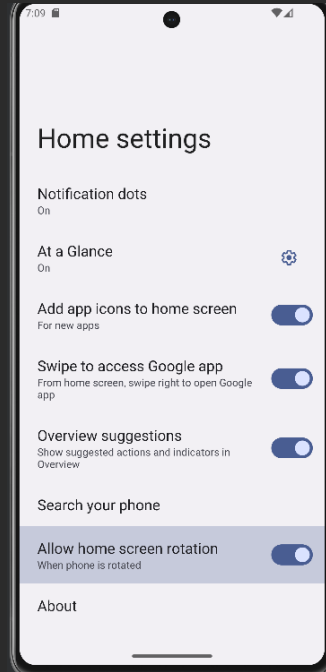 7:09
Home settings
Notification dots
On
At a Glance
On
Add app icons to home screen
For new apps
Swipe to access Google app
From home screen, swipe right to open Google
app
Overview suggestions
Show suggested actions and indicators in
Overview
Search your phone
Allow home screen rotation
When phone is rotated
About